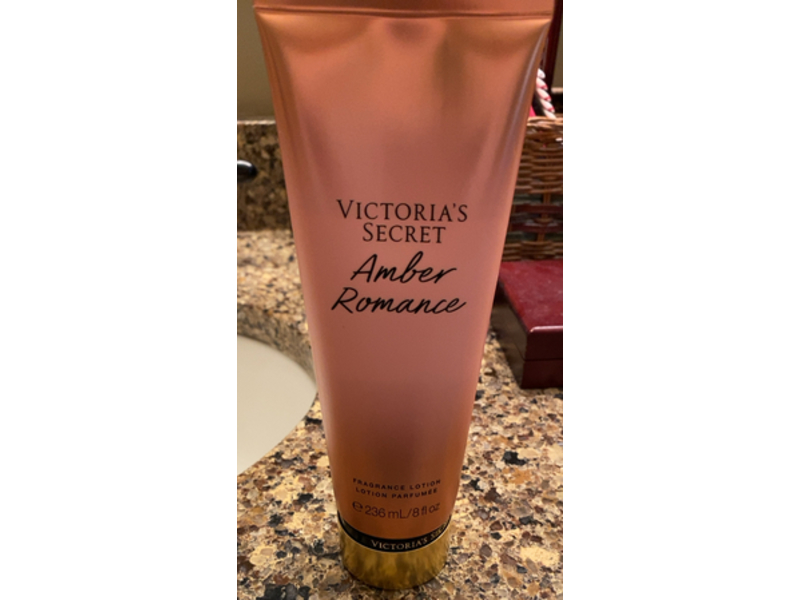 VICTORIA'S
SECRET
Amber
Romance
FRAGRANCE LOTION
LOTION PARFUMÉE
℮ 236 mL/8 fl oz
VICTORIA'S